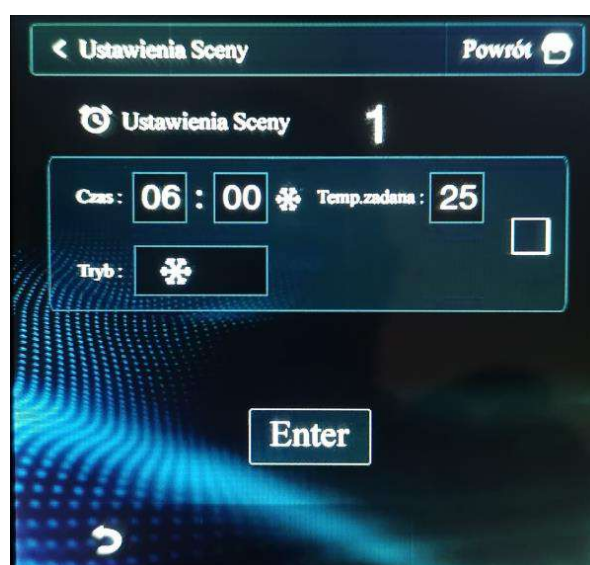 Ustawienia Sceny Powrót
Ustawienia Sceny 1
Czas : 06 : 00 Temp.zadana : 25
Tryb :
Enter